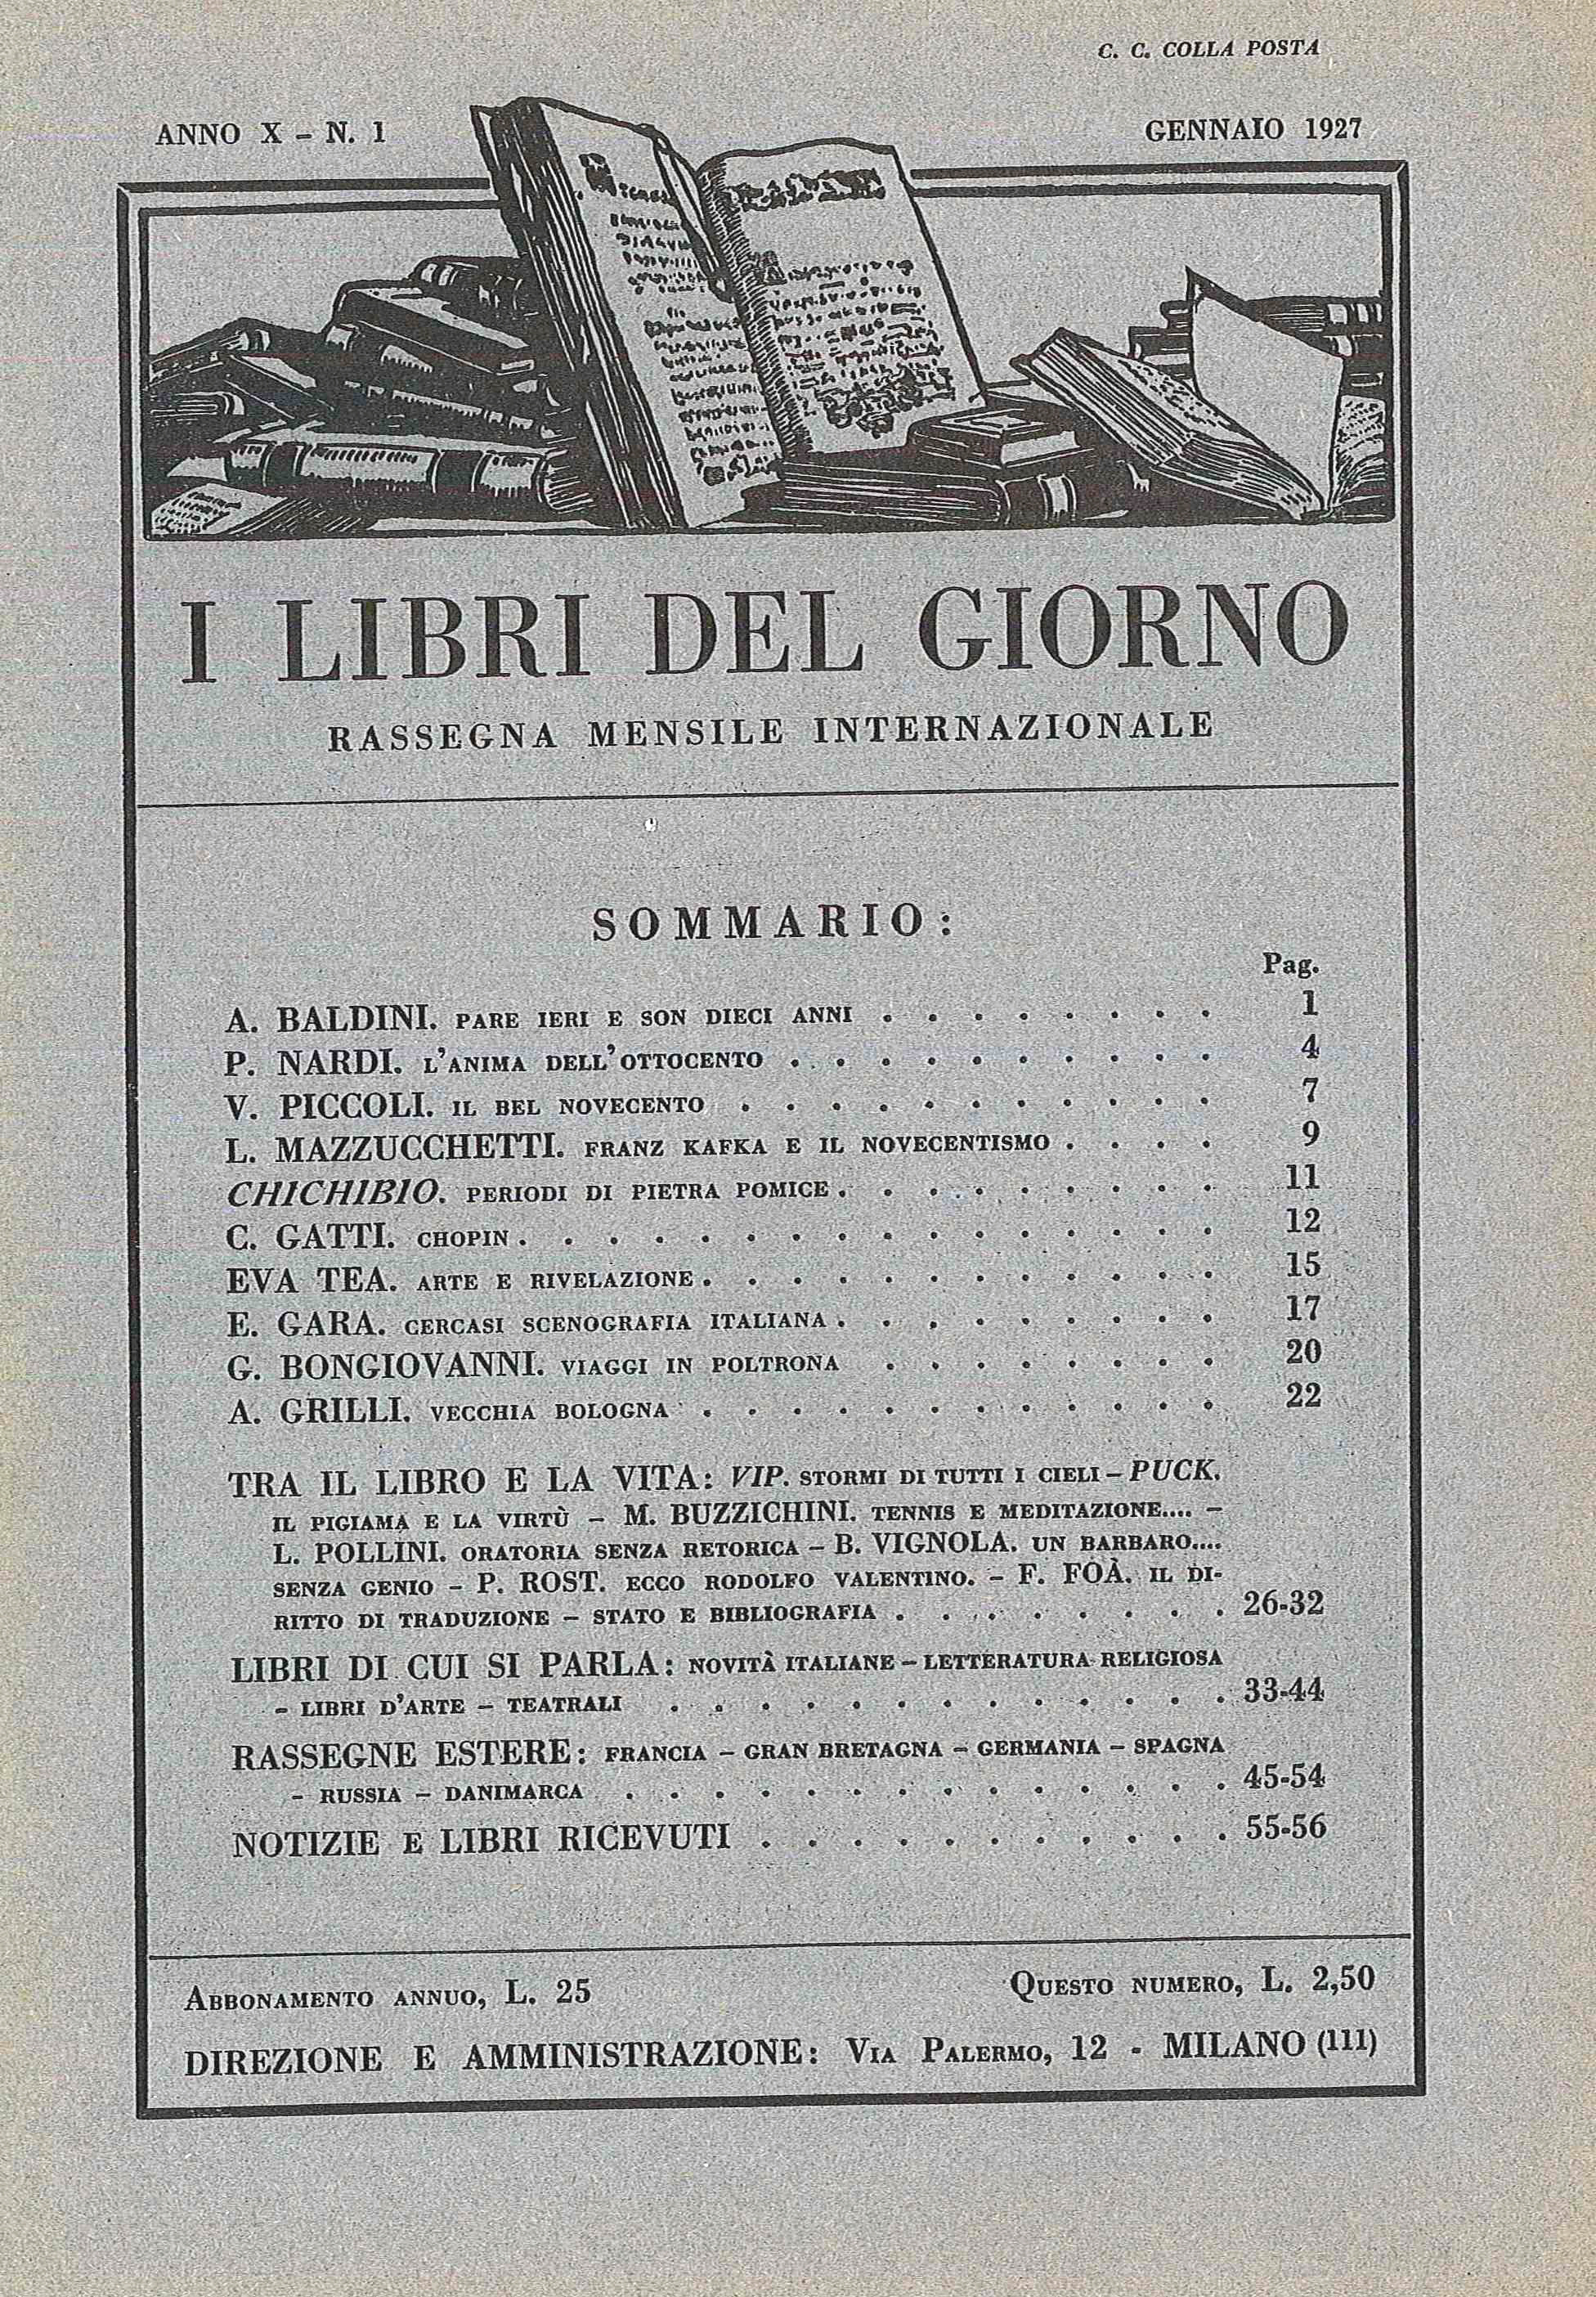 C. C. COLLA POSTA
ANNO X – N. 1
GENNAIO 1927
I LIBRI DEL GIORNO
RASSEGNA MENSILE INTERNAZIONALE
SOMMARIO:
Pag.
A. BALDINI. PARE IERI E SON DIECI ANNI . . . . . . . . 1
P. NARDI. L'ANIMA DELL'OTTOCENTO . . . . . . . . . . 4
V. PICCOLI. IL BEL NOVECENTO . . . . . . . . . . . 7
L. MAZZUCCHETTI. FRANZ KAFKA E IL NOVECENTISMO . . . . 9
CHICHIBIO. PERIODI DI PIETRA POMICE . . . . . . . . . 11
C. GATTI. CHOPIN . . . . . . . . . . . . . . . . 12
EVA TEA. ARTE E RIVELAZIONE . . . . . . . . . . . . 15
E. GARA. CERCASI SCENOGRAFIA ITALIANA . . . . . . . . . 17
G. BONGIOVANNI. VIAGGI IN POLTRONA . . . . . . . . 20
A. GRILLI. VECCHIA BOLOGNA . . . . . . . . . . . . 22
TRA IL LIBRO E LA VITA: VIP. STORMI DI TUTTI I CIELI – PUCK.
IL PIGIAMA E LA VIRTÙ – M. BUZZICHINI. TENNIS E MEDITAZIONE.... –
L. POLLINI. ORATORIA SENZA RETORICA – B. VIGNOLA. UN BARBARO....
SENZA GENIO – P. ROST. ECCO RODOLFO VALENTINO. – F. FOÀ. IL DI-
RITTO DI TRADUZIONE – STATO E BIBLIOGRAFIA . . . . . . . . 26-32
LIBRI DI CUI SI PARLA: NOVITÀ ITALIANE – LETTERATURA RELIGIOSA
– LIBRI D'ARTE – TEATRALI . . . . . . . . . . . . . 33-44
RASSEGNE ESTERE: FRANCIA – GRAN BRETAGNA – GERMANIA – SPAGNA
– RUSSIA – DANIMARCA . . . . . . . . . . . . . . 45-54
NOTIZIE E LIBRI RICEVUTI . . . . . . . . . . . 55-56
ABBONAMENTO ANNUO, L. 25
QUESTO NUMERO, L. 2,50
DIREZIONE E AMMINISTRAZIONE: VIA PALERMO, 12 - MILANO (111)